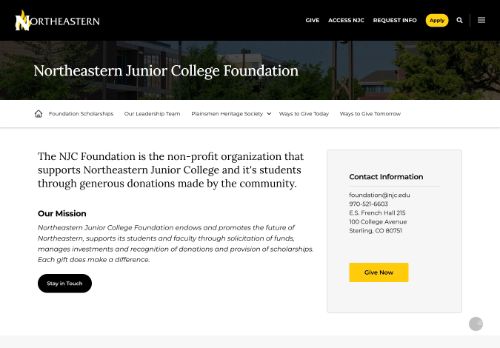 NORTHEASTERN
GIVE ACCESS NJC REQUEST INFO Apply
Northeastern Junior College Foundation
Foundation Scholarships Our Leadership Team Plainsmen Heritage Society Ways to Give Today Ways to Give Tomorrow
The NJC Foundation is the non-profit organization that
supports Northeastern Junior College and it's students
through generous donations made by the community.
Our Mission
Northeastern Junior College Foundation endows and promotes the future of
Northeastern, supports its students and faculty through solicitation of funds,
manages investments and recognition of donations and provision of scholarships.
Each gift does make a difference.
Stay in Touch
Contact Information
foundation@njc.edu
970-521-6603
E.S. French Hall 215
100 College Avenue
Sterling, CO 80751
Give Now